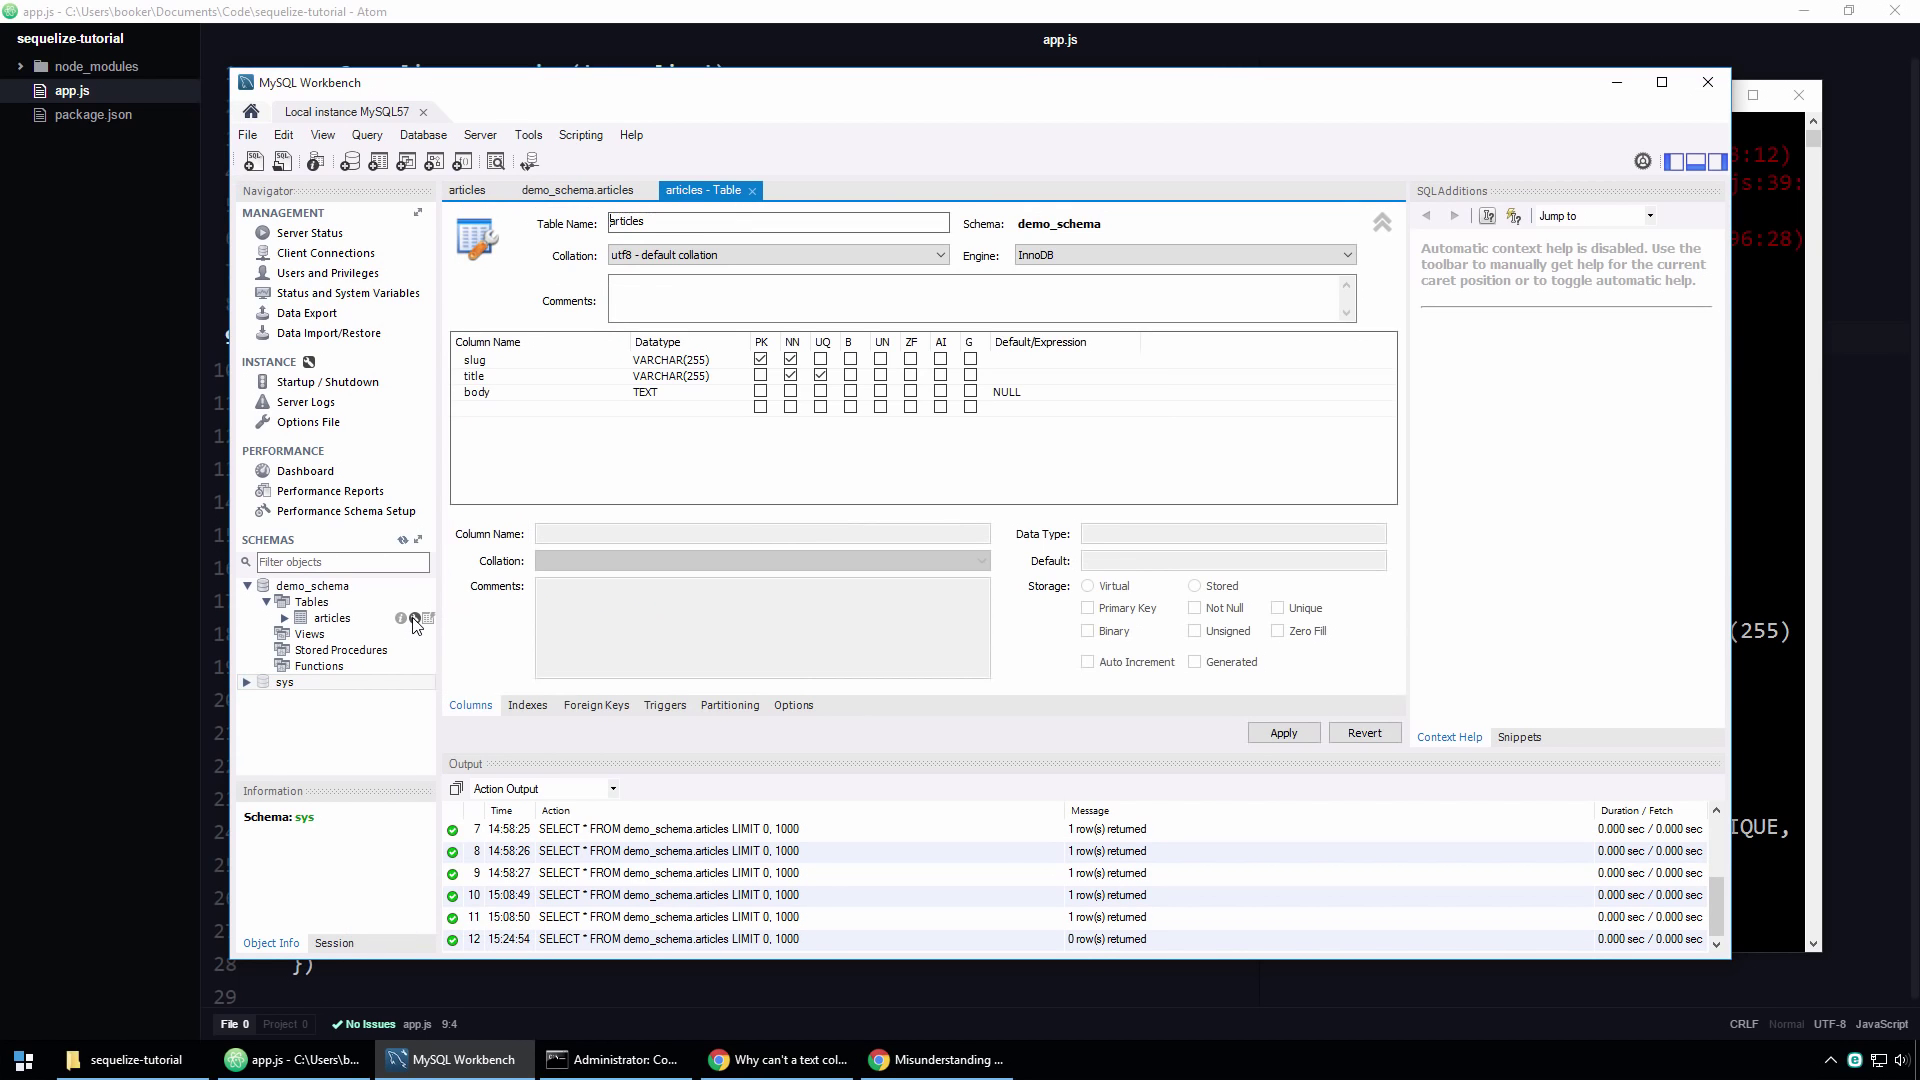 app.js - C:\Users\booker\Documents\Code\sequelize-tutorial - Atom
sequelize-tutorial
node_modules
app.js
package.json
app.js
MySQL Workbench
Local instance MySQL57
File Edit View Query Database Server Tools Scripting Help
Navigator
MANAGEMENT
Server Status
Client Connections
Users and Privileges
Status and System Variables
Data Export
Data Import/Restore
INSTANCE
Startup / Shutdown
Server Logs
Options File
PERFORMANCE
Dashboard
Performance Reports
Performance Schema Setup
SCHEMAS
Filter objects
demo_schema
Tables
articles
Views
Stored Procedures
Functions
sys
Information
Schema: sys
Object Info Session
articles demo_schema.articles articles - Table
Table Name: articles Schema: demo_schema
Collation: utf8 - default collation Engine: InnoDB
Comments:
Column Name Datatype PK NN UQ B UN ZF AI G Default/Expression
slug VARCHAR(255)
title VARCHAR(255)
body TEXT NULL
Column Name: Data Type:
Collation: Default:
Comments: Storage: Virtual Stored
Primary Key Not Null Unique
Binary Unsigned Zero Fill
Auto Increment Generated
Columns Indexes Foreign Keys Triggers Partitioning Options
Apply Revert
SQLAdditions
Jump to
Automatic context help is disabled. Use the
toolbar to manually get help for the current
caret position or to toggle automatic help.
Context Help Snippets
Output
Action Output
Time Action Message Duration / Fetch
7 14:58:25 SELECT * FROM demo_schema.articles LIMIT 0, 1000 1 row(s) returned 0.000 sec / 0.000 sec
8 14:58:26 SELECT * FROM demo_schema.articles LIMIT 0, 1000 1 row(s) returned 0.000 sec / 0.000 sec
9 14:58:27 SELECT * FROM demo_schema.articles LIMIT 0, 1000 1 row(s) returned 0.000 sec / 0.000 sec
10 15:08:49 SELECT * FROM demo_schema.articles LIMIT 0, 1000 1 row(s) returned 0.000 sec / 0.000 sec
11 15:08:50 SELECT * FROM demo_schema.articles LIMIT 0, 1000 1 row(s) returned 0.000 sec / 0.000 sec
12 15:24:54 SELECT * FROM demo_schema.articles LIMIT 0, 1000 0 row(s) returned 0.000 sec / 0.000 sec
:12)
js:39:
96:28)
(255)
IQUE,
28 })
29
File 0 Project 0 No Issues app.js 9:4 CRLF Normal UTF-8 JavaScript
sequelize-tutorial app.js - C:\Users\b... MySQL Workbench Administrator: Co... Why can't a text col... Misunderstanding ...